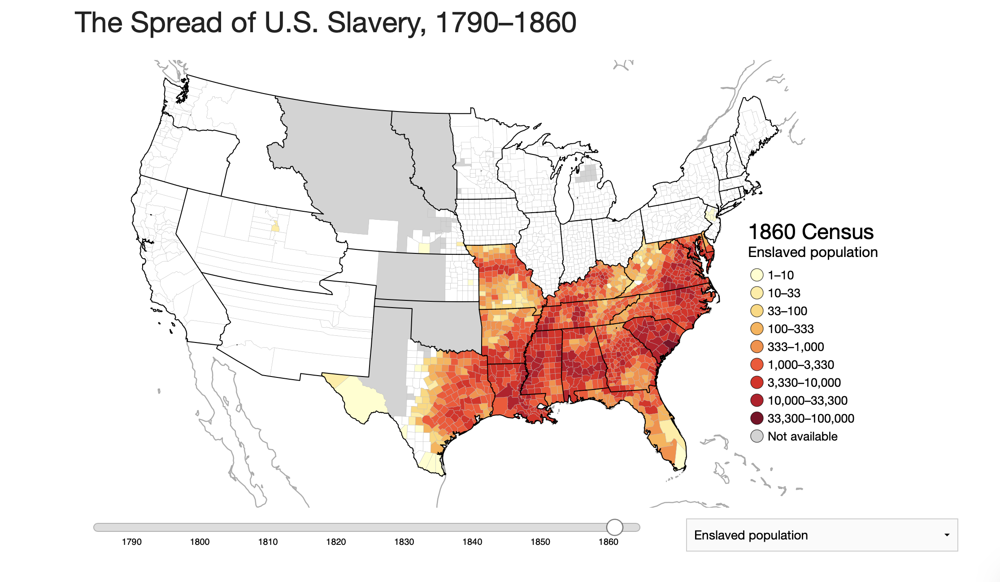 The Spread of U.S. Slavery, 1790–1860
1860 Census
Enslaved population
1–10
10–33
33–100
100–333
333–1,000
1,000–3,330
3,330–10,000
10,000–33,300
33,300–100,000
Not available
1790 1800 1810 1820 1830 1840 1850 1860
Enslaved population